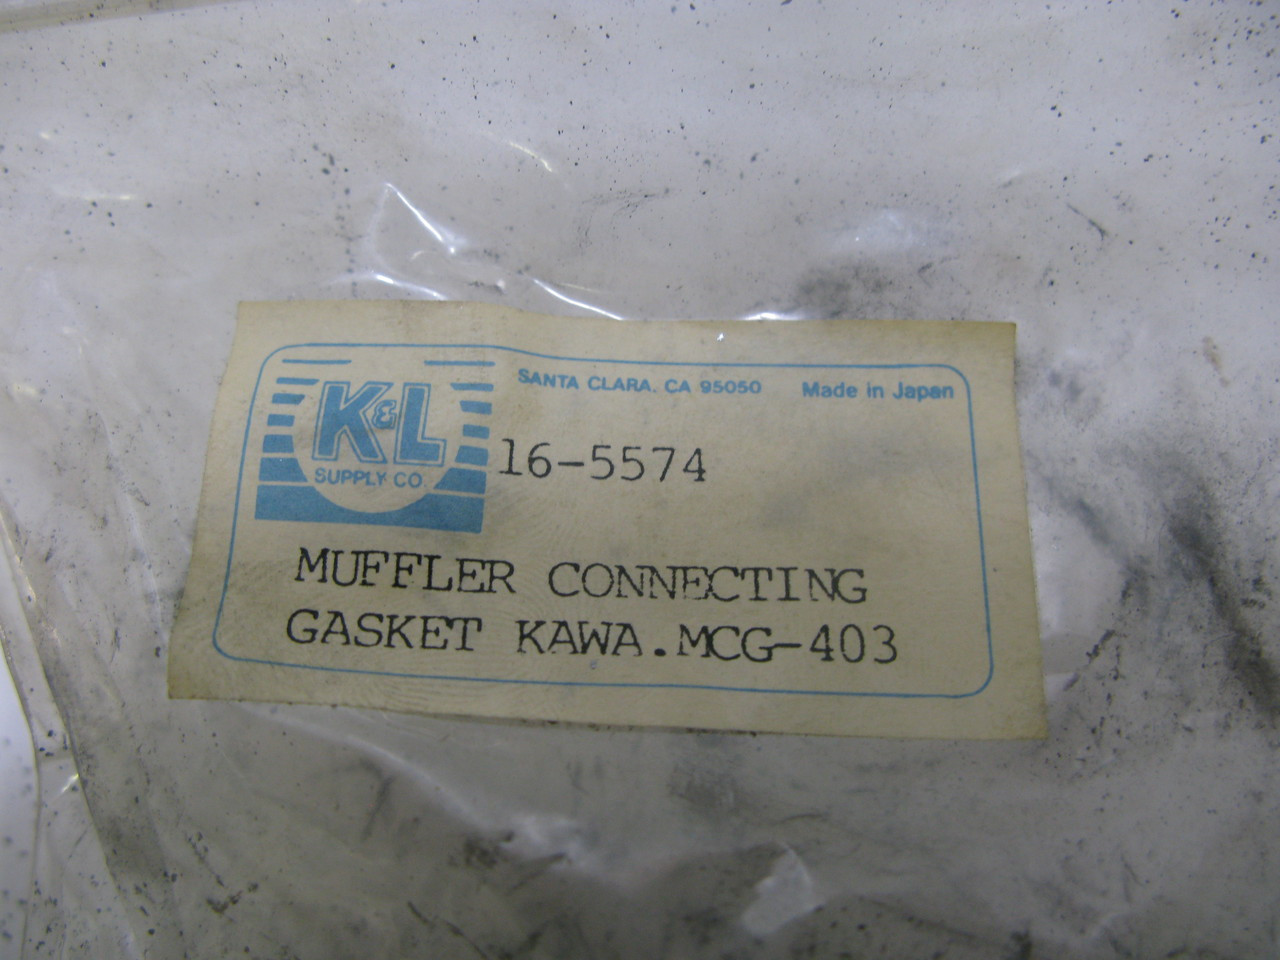 K&L
SUPPLY CO.
SANTA CLARA, CA 95050 Made in Japan
16-5574
MUFFLER CONNECTING
GASKET KAWA.MCG-403